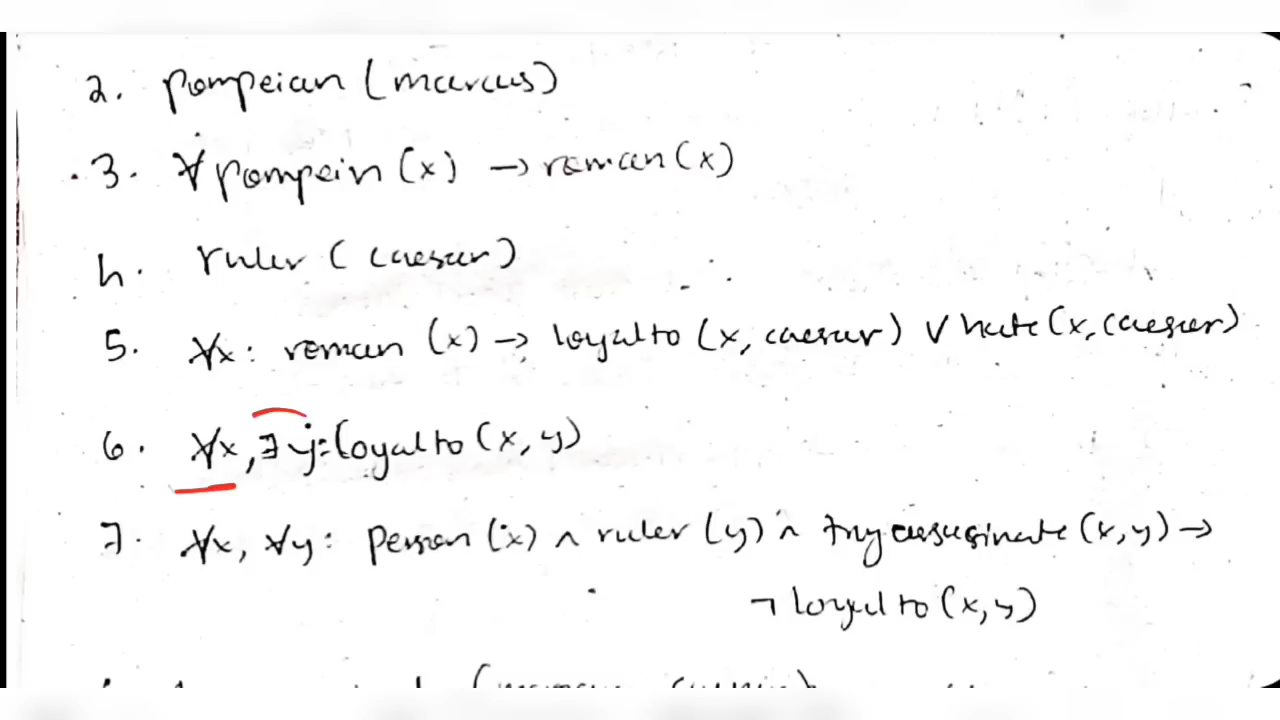 2. pompeian (marcus)
3. ∀ pompein (x) → roman (x)
4. ruler ( caesar )
5. ∀x : roman (x) → loyalto (x, caesar) ∨ hate (x, caesar)
6. ∀x, ∃y : loyalto (x, y)
7. ∀x, ∀y : person (x) ∧ ruler (y) ∧ tryassasinate (x, y) →
¬ loyalto (x, y)